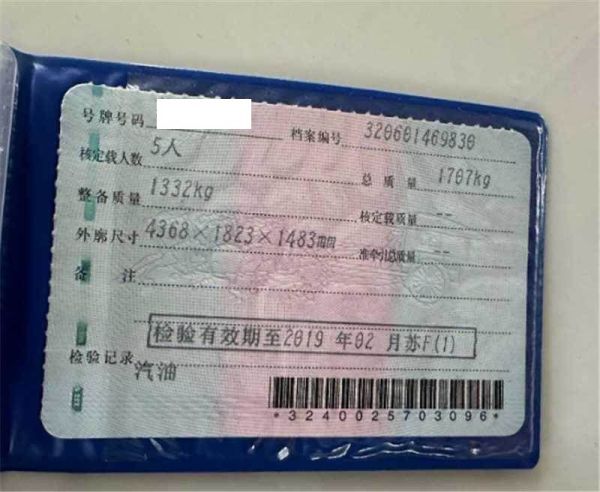 号牌号码 档案编号 320601469830
核定载人数 5人 总质量 1707kg
整备质量 1332kg 核定载质量 --
外廓尺寸 4368×1823×1483mm 准牵引总质量 --
备注
检验有效期至2019 年02 月苏F(1)
检验记录
汽油
*3240025703096*